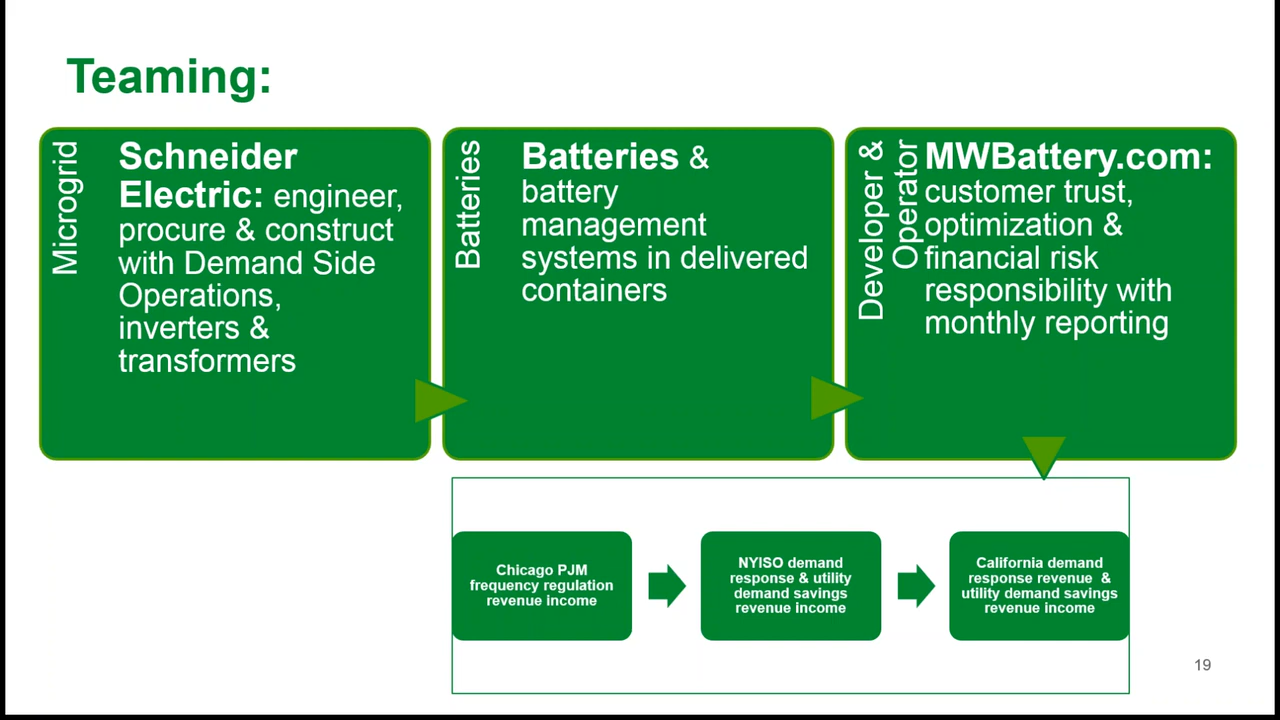 Teaming:
Microgrid
Schneider
Electric: engineer,
procure & construct
with Demand Side
Operations,
inverters &
transformers
Batteries
Batteries &
battery
management
systems in delivered
containers
Developer &
Operator
MWBattery.com:
customer trust,
optimization &
financial risk
responsibility with
monthly reporting
Chicago PJM
frequency regulation
revenue income
NYISO demand
response & utility
demand savings
revenue income
California demand
response revenue &
utility demand savings
revenue income
19